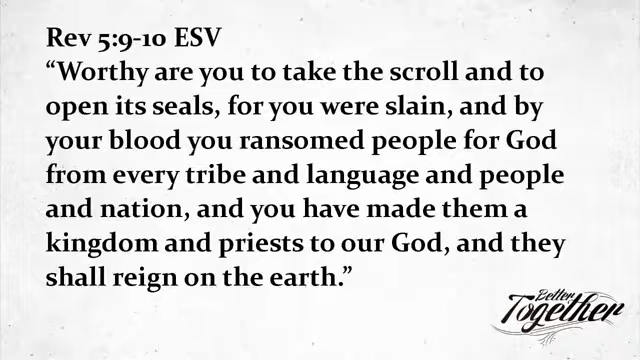 Rev 5:9-10 ESV
“Worthy are you to take the scroll and to
open its seals, for you were slain, and by
your blood you ransomed people for God
from every tribe and language and people
and nation, and you have made them a
kingdom and priests to our God, and they
shall reign on the earth.”
Better
Together